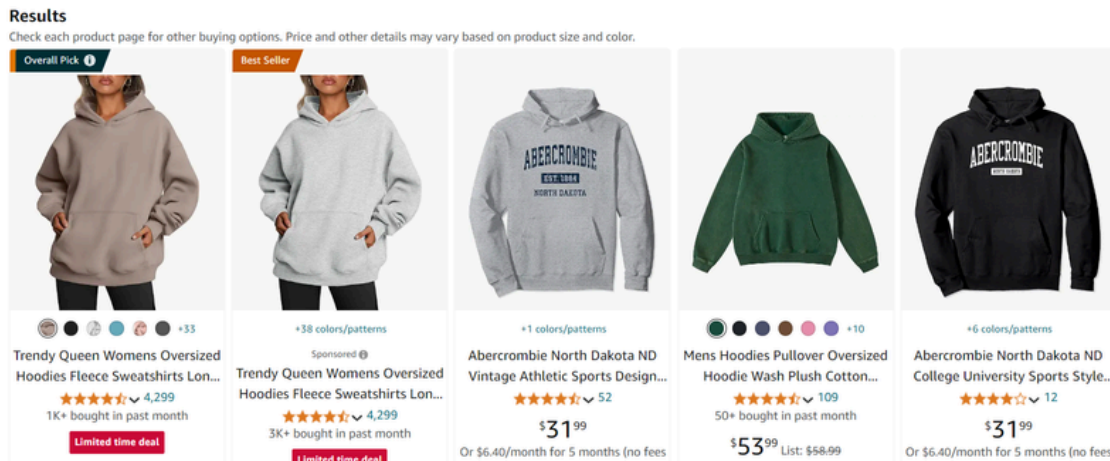 Results
Check each product page for other buying options. Price and other details may vary based on product size and color.
Overall Pick
Best Seller
ABERCROMBIE
EST. 1884
NORTH DAKOTA
ABERCROMBIE
NORTH DAKOTA
+33
Trendy Queen Womens Oversized
Hoodies Fleece Sweatshirts Lon...
4,299
1K+ bought in past month
Limited time deal
+38 colors/patterns
Sponsored
Trendy Queen Womens Oversized
Hoodies Fleece Sweatshirts Lon...
4,299
3K+ bought in past month
Limited time deal
+1 colors/patterns
Abercrombie North Dakota ND
Vintage Athletic Sports Design...
52
$31.99
Or $6.40/month for 5 months (no fees
+10
Mens Hoodies Pullover Oversized
Hoodie Wash Plush Cotton...
109
50+ bought in past month
$53.99 List: $58.99
+6 colors/patterns
Abercrombie North Dakota ND
College University Sports Style...
12
$31.99
Or $6.40/month for 5 months (no fees